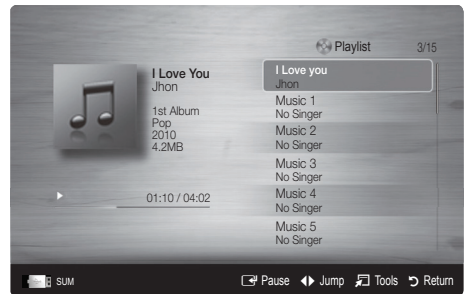 Playlist 3/15
I Love You
Jhon
1st Album
Pop
2010
4.2MB
01:10 / 04:02
I Love you
Jhon
Music 1
No Singer
Music 2
No Singer
Music 3
No Singer
Music 4
No Singer
Music 5
No Singer
SUM Pause Jump Tools Return